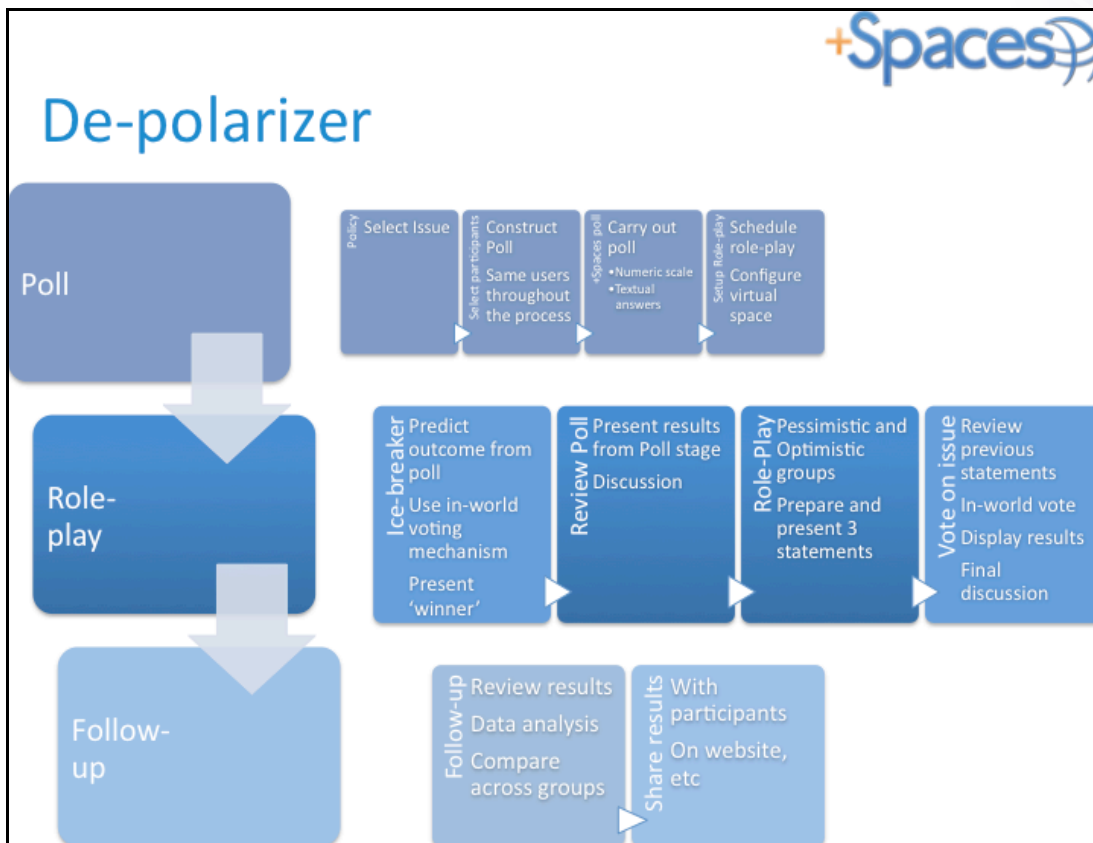 +Spaces
De-polarizer
Poll
Policy
Select Issue
Select participants
Construct
Poll
Same users
throughout
the process
+Spaces poll
Carry out
poll
•Numeric scale
•Textual
answers
Setup Role-play
Schedule
role-play
Configure
virtual
space
Role-
play
Ice-breaker
Predict
outcome from
poll
Use in-world
voting
mechanism
Present
‘winner’
Review Poll
Present results
from Poll stage
Discussion
Role-Play
Pessimistic and
Optimistic
groups
Prepare and
present 3
statements
Vote on issue
Review
previous
statements
In-world vote
Display results
Final
discussion
Follow-
up
Follow-up
Review results
Data analysis
Compare
across groups
Share results
With
participants
On website,
etc